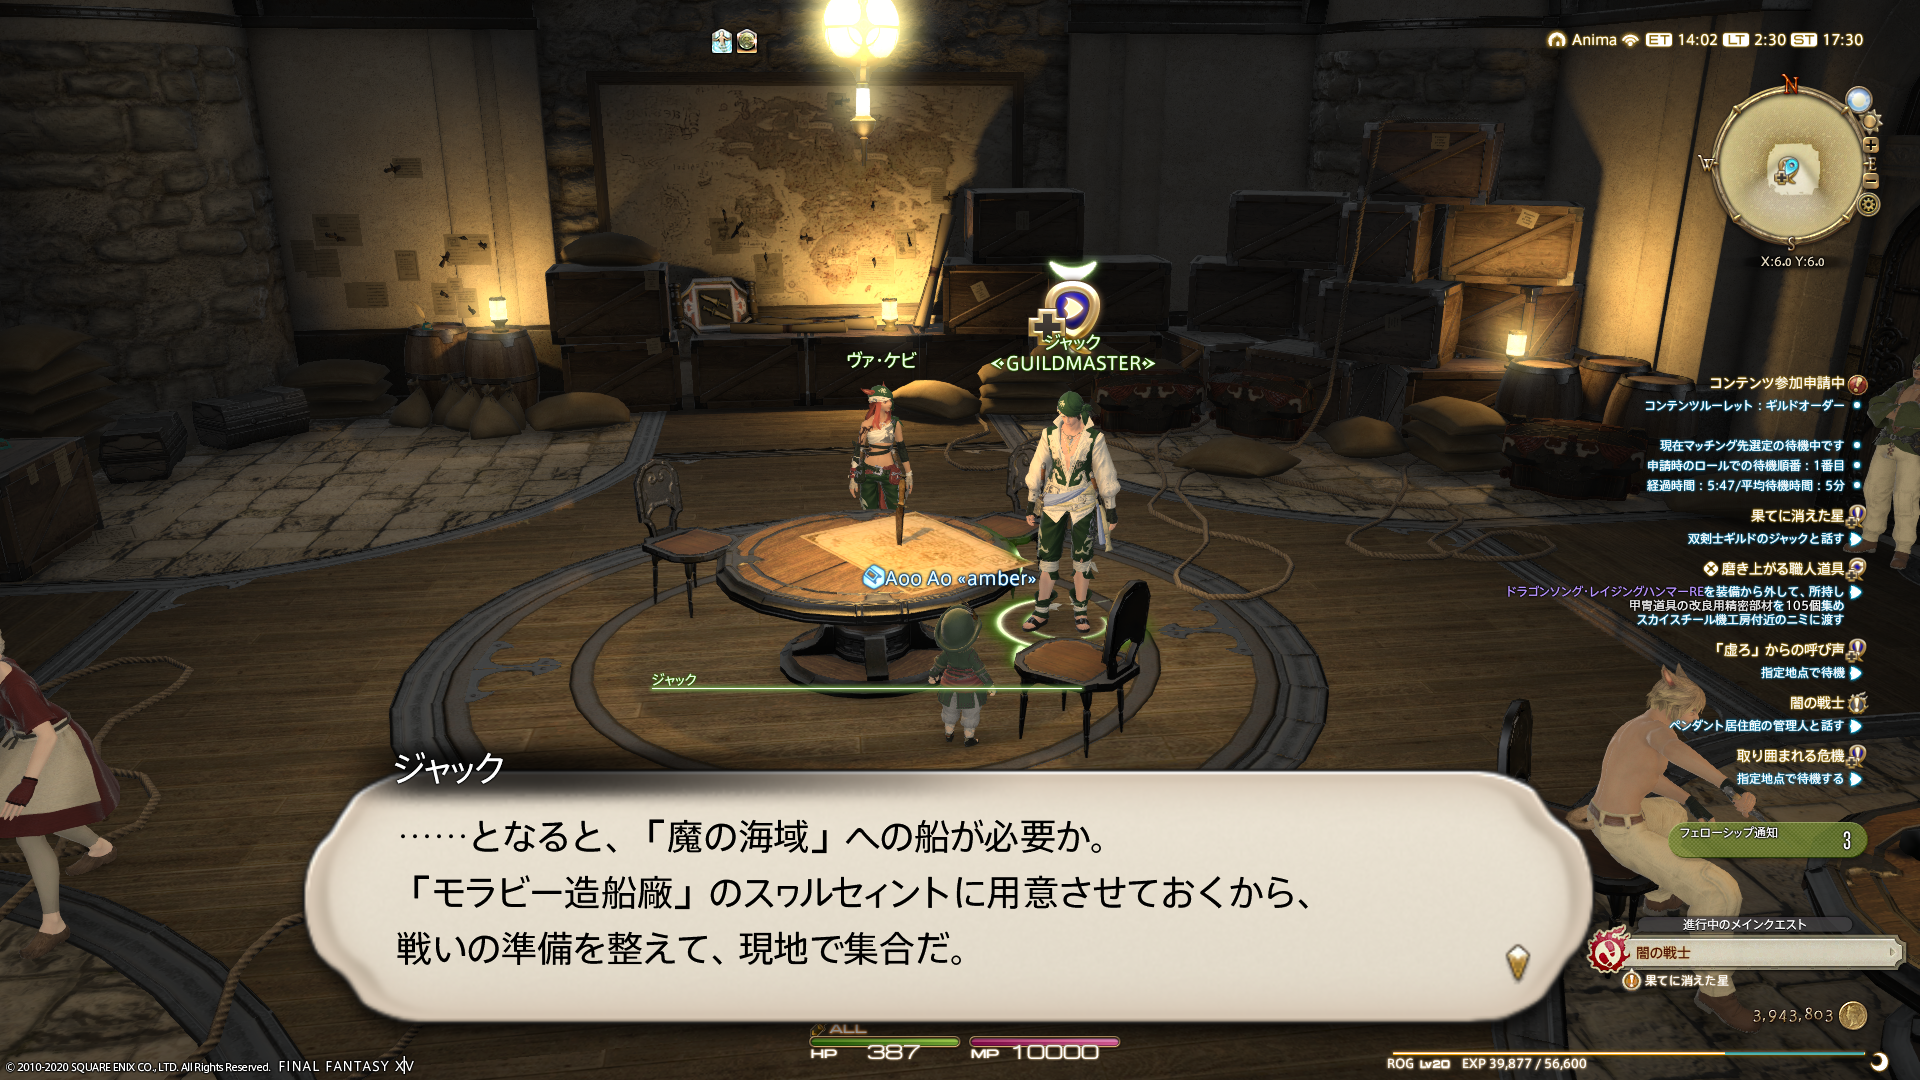 Anima ET 14:02 LT 2:30 ST 17:30
N
W
E
S
X:6.0 Y:6.0
ヴァ・ケビ
ジャック
GUILDMASTER
Aoo Ao «amber»
ジャック
コンテンツ参加申請中
コンテンツルーレット：ギルドオーダー
現在マッチング先選定の待機中です
申請時のロールでの待機順番：1番目
経過時間：5:47/平均待機時間：5分
果てに消えた星
双剣士ギルドのジャックと話す
磨き上がる職人道具
ドラゴンソング・レイジングハンマーREを装備から外して、所持し
甲冑道具の改良用精密部材を105個集め
スカイスチール機工房付近のニミに渡す
「虚ろ」からの呼び声
指定地点で待機
闇の戦士
ペンダント居住館の管理人と話す
取り囲まれる危機
指定地点で待機する
フェローシップ通知
3
ジャック
……となると、「魔の海域」への船が必要か。
「モラビー造船廠」のスゥルセィントに用意させておくから、
戦いの準備を整えて、現地で集合だ。
進行中のメインクエスト
闇の戦士
果てに消えた星
3,943,803
ALL
HP 387 MP 10000
ROG Lv20 EXP 39,877 / 56,600
© 2010-2020 SQUARE ENIX CO., LTD. All Rights Reserved. FINAL FANTASY XIV